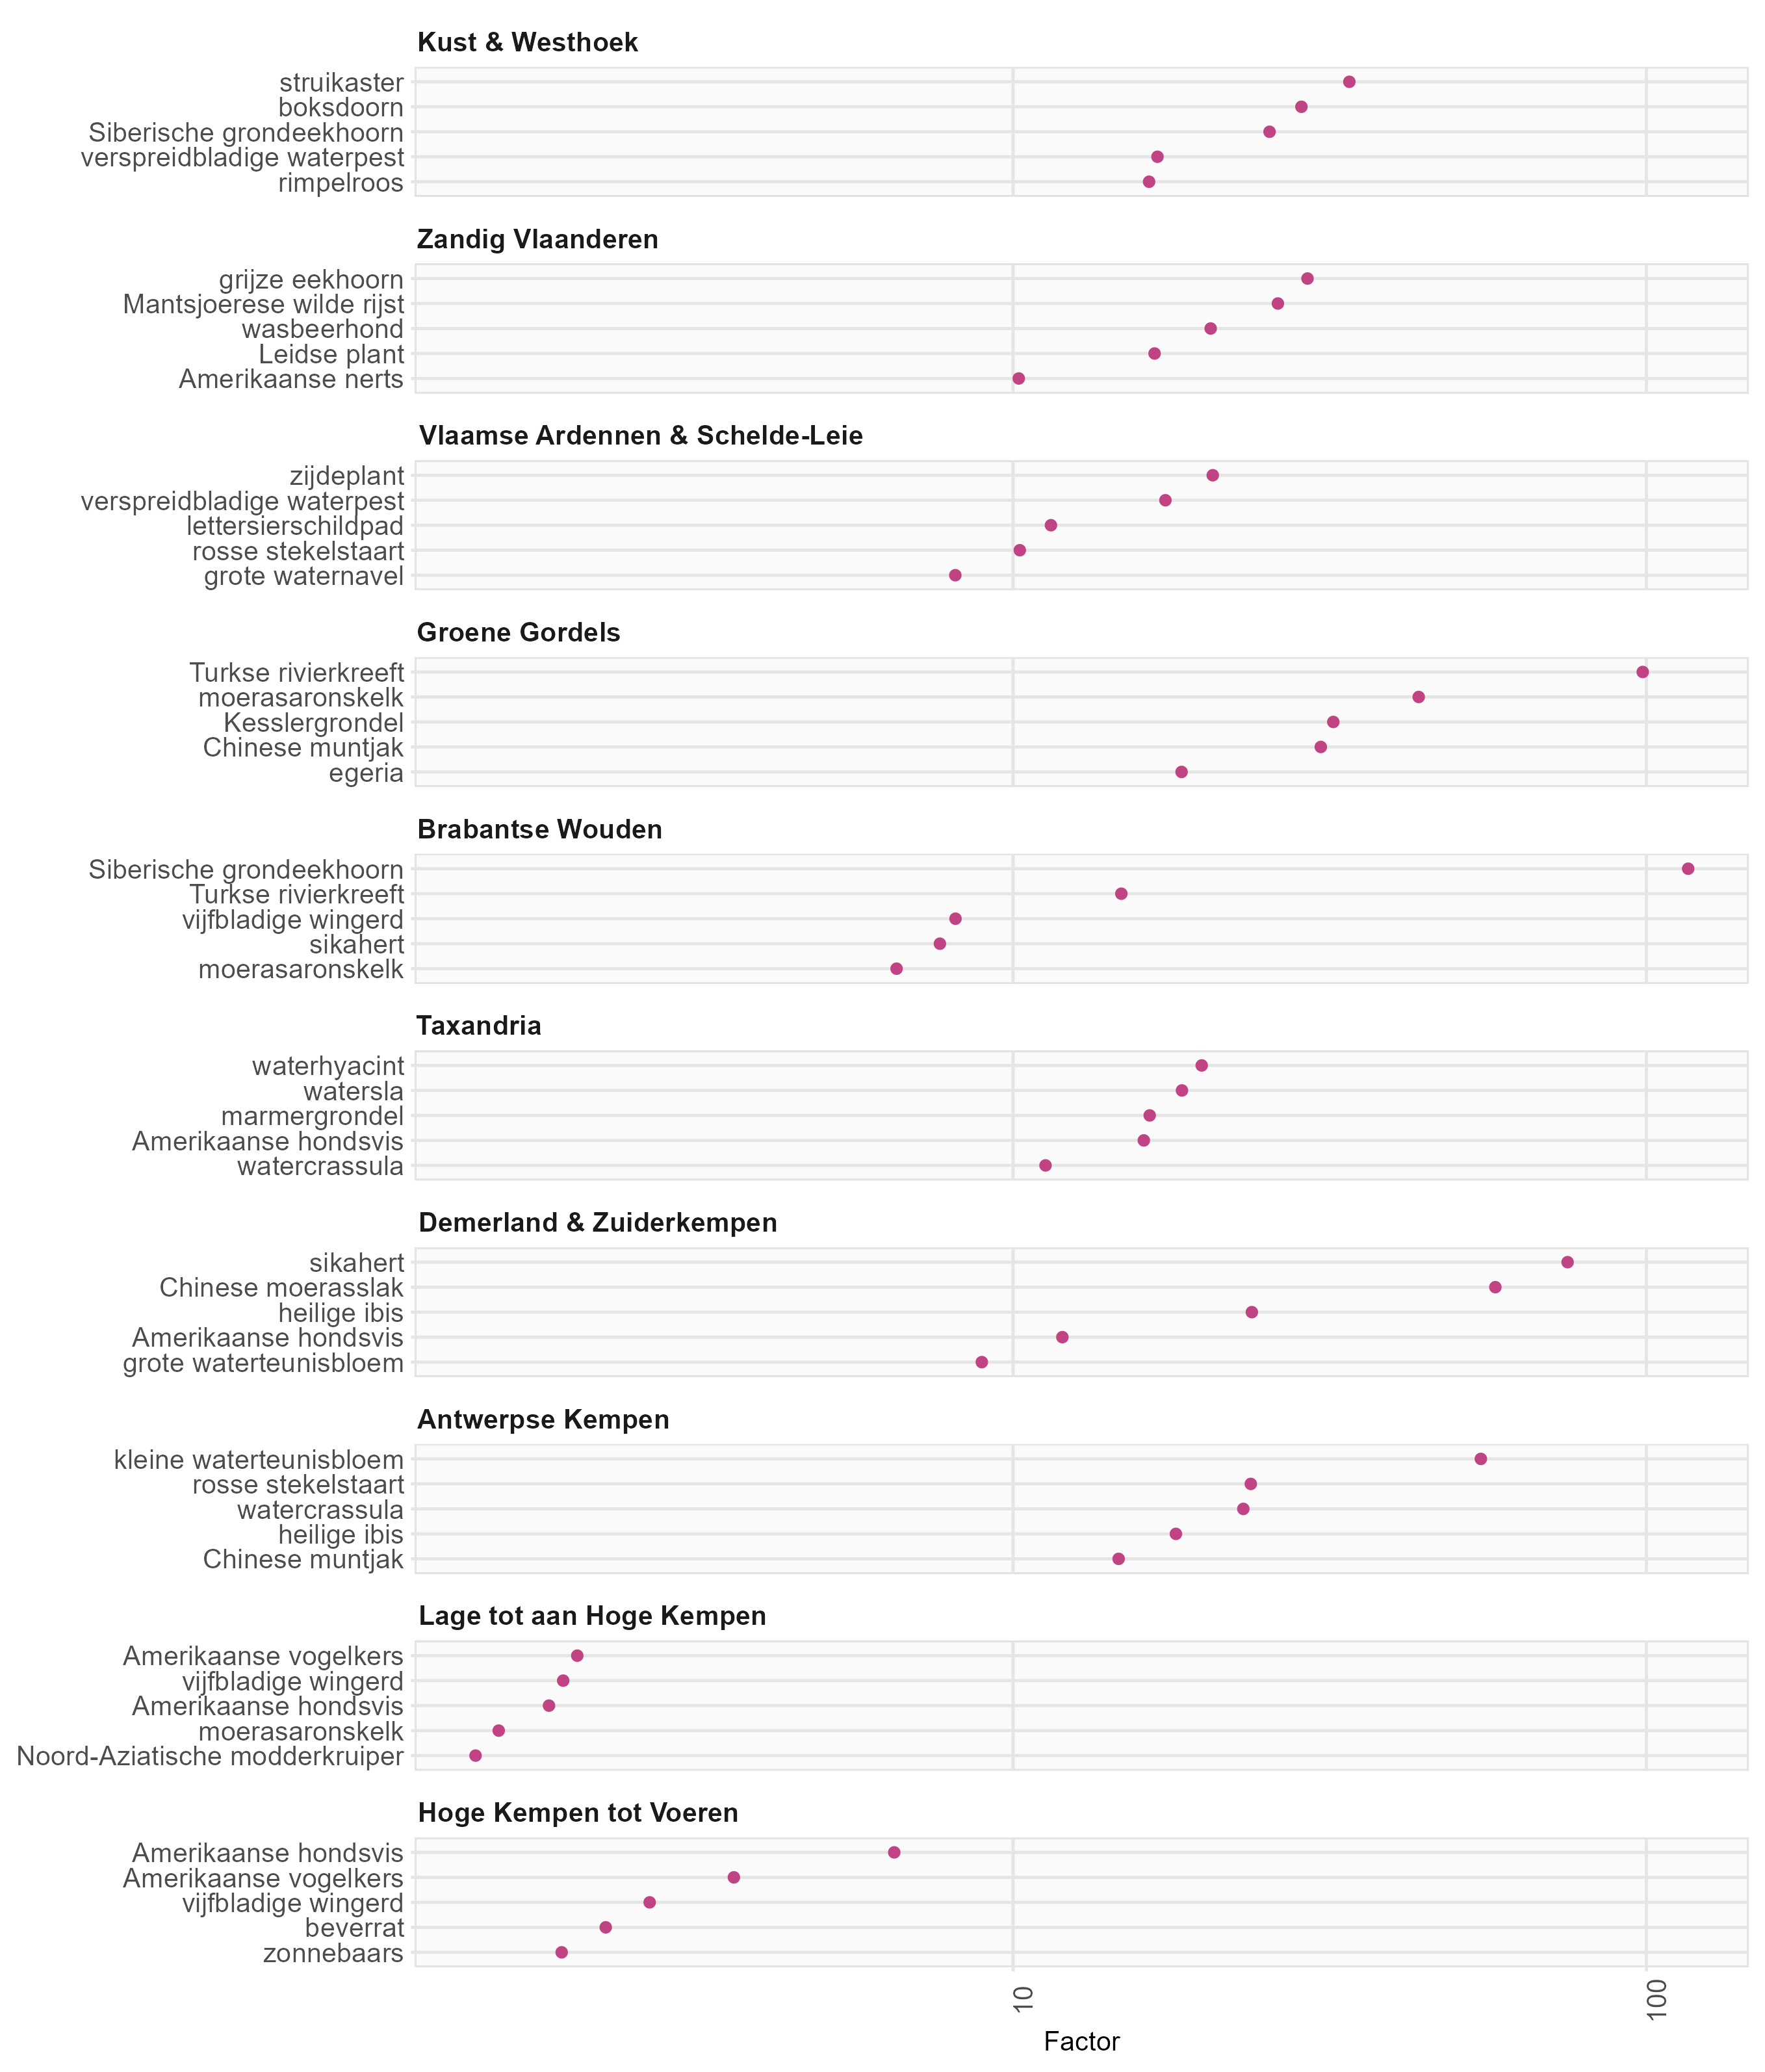 Kust & Westhoek
struikaster
boksdoorn
Siberische grondeekhoorn
verspreidbladige waterpest
rimpelroos
Zandig Vlaanderen
grijze eekhoorn
Mantsjoerese wilde rijst
wasbeerhond
Leidse plant
Amerikaanse nerts
Vlaamse Ardennen & Schelde-Leie
zijdeplant
verspreidbladige waterpest
lettersierschildpad
rosse stekelstaart
grote waternavel
Groene Gordels
Turkse rivierkreeft
moerasaronskelk
Kesslergrondel
Chinese muntjak
egeria
Brabantse Wouden
Siberische grondeekhoorn
Turkse rivierkreeft
vijfbladige wingerd
sikahert
moerasaronskelk
Taxandria
waterhyacint
watersla
marmergrondel
Amerikaanse hondsvis
watercrassula
Demerland & Zuiderkempen
sikahert
Chinese moerasslak
heilige ibis
Amerikaanse hondsvis
grote waterteunisbloem
Antwerpse Kempen
kleine waterteunisbloem
rosse stekelstaart
watercrassula
heilige ibis
Chinese muntjak
Lage tot aan Hoge Kempen
Amerikaanse vogelkers
vijfbladige wingerd
Amerikaanse hondsvis
moerasaronskelk
Noord-Aziatische modderkruiper
Hoge Kempen tot Voeren
Amerikaanse hondsvis
Amerikaanse vogelkers
vijfbladige wingerd
beverrat
zonnebaars
10
100
Factor